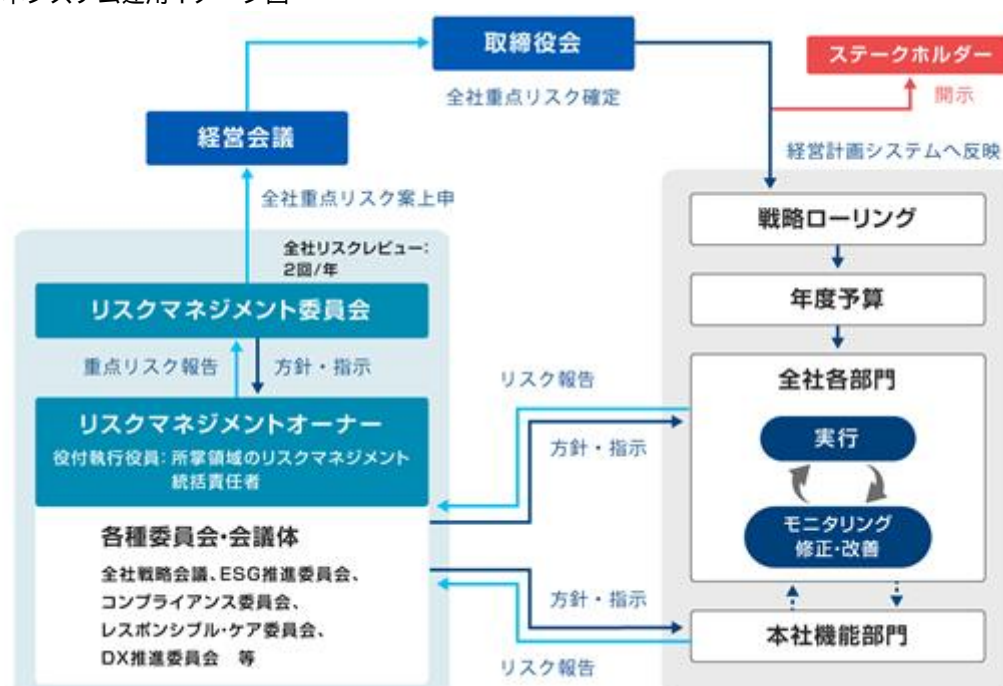 取締役会
ステークホルダー
全社重点リスク確定
開示
経営会議
経営計画システムへ反映
全社重点リスク案上申
戦略ローリング
全社リスクレビュー:
2回/年
リスクマネジメント委員会
年度予算
重点リスク報告
方針・指示
リスク報告
全社各部門
リスクマネジメントオーナー
役付執行役員:所掌領域のリスクマネジメント
統括責任者
方針・指示
実行
各種委員会・会議体
全社戦略会議、ESG推進委員会、
コンプライアンス委員会、
レスポンシブル・ケア委員会、
DX推進委員会 等
モニタリング
修正・改善
方針・指示
本社機能部門
リスク報告